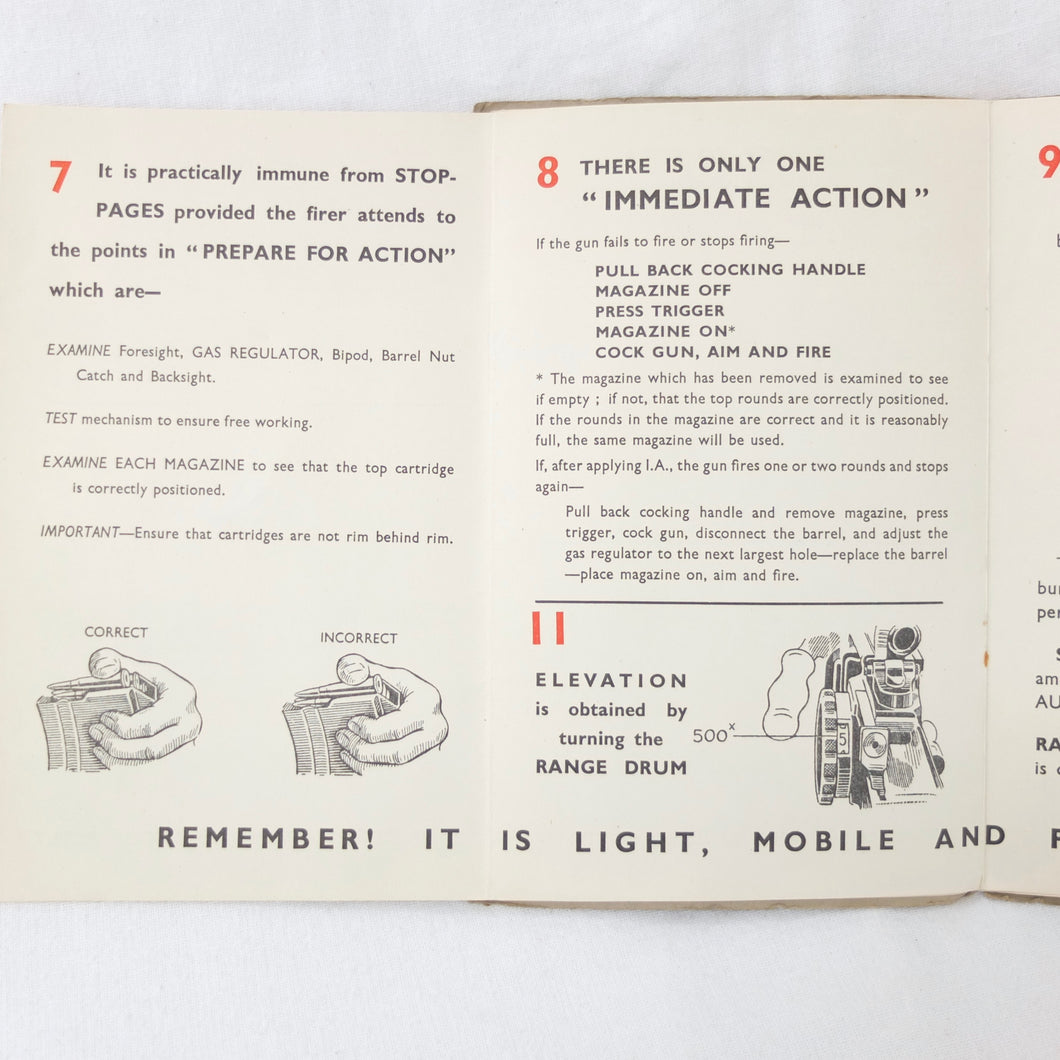 7 It is practically immune from STOP-
PAGES provided the firer attends to
the points in "PREPARE FOR ACTION"
which are—
EXAMINE Foresight, GAS REGULATOR, Bipod, Barrel Nut
Catch and Backsight.
TEST mechanism to ensure free working.
EXAMINE EACH MAGAZINE to see that the top cartridge
is correctly positioned.
IMPORTANT—Ensure that cartridges are not rim behind rim.
CORRECT
INCORRECT
8 THERE IS ONLY ONE
"IMMEDIATE ACTION"
If the gun fails to fire or stops firing—
PULL BACK COCKING HANDLE
MAGAZINE OFF
PRESS TRIGGER
MAGAZINE ON*
COCK GUN, AIM AND FIRE
* The magazine which has been removed is examined to see
if empty ; if not, that the top rounds are correctly positioned.
If the rounds in the magazine are correct and it is reasonably
full, the same magazine will be used.
If, after applying I.A., the gun fires one or two rounds and stops
again—
Pull back cocking handle and remove magazine, press
trigger, cock gun, disconnect the barrel, and adjust the
gas regulator to the next largest hole—replace the barrel
—place magazine on, aim and fire.
11
ELEVATION
is obtained by
turning the
RANGE DRUM
500x
5
9
REMEMBER! IT IS LIGHT, MOBILE AND